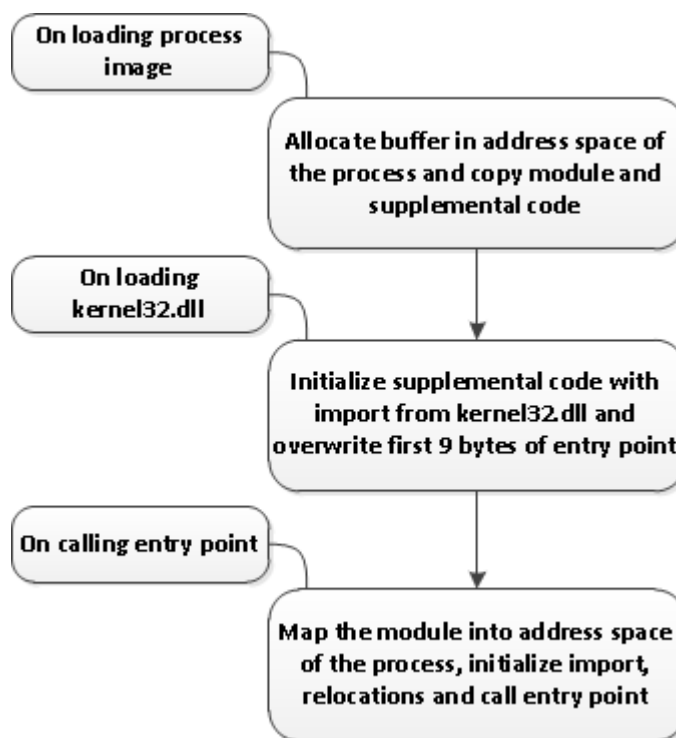 On loading process
image
Allocate buffer in address space of
the process and copy module and
supplemental code
On loading
kernel32.dll
Initialize supplemental code with
import from kernel32.dll and
overwrite first 9 bytes of entry point
On calling entry point
Map the module into address space
of the process, initialize import,
relocations and call entry point